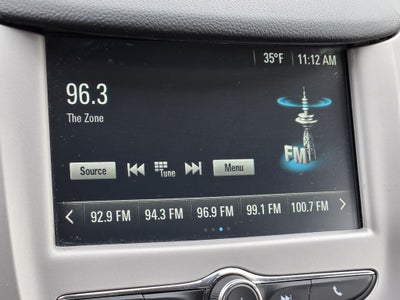 35°F 11:12 AM
96.3
The Zone
FM
Source Tune Menu
92.9 FM 94.3 FM 96.9 FM 99.1 FM 100.7 FM